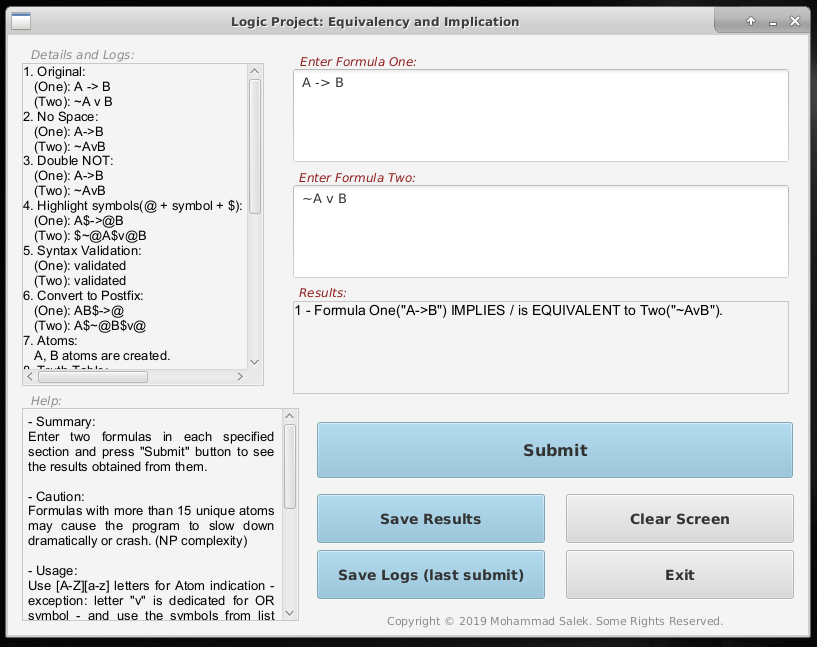 Logic Project: Equivalency and Implication
Details and Logs:
1. Original:
(One): A -> B
(Two): ~A v B
2. No Space:
(One): A->B
(Two): ~AvB
3. Double NOT:
(One): A->B
(Two): ~AvB
4. Highlight symbols(@ + symbol + $):
(One): A$->@B
(Two): $~@A$v@B
5. Syntax Validation:
(One): validated
(Two): validated
6. Convert to Postfix:
(One): AB$->@
(Two): A$~@B$v@
7. Atoms:
A, B atoms are created.
8. Truth Table:
Enter Formula One:
A -> B
Enter Formula Two:
~A v B
Results:
1 - Formula One("A->B") IMPLIES / is EQUIVALENT to Two("~AvB").
Help:
- Summary:
Enter two formulas in each specified
section and press "Submit" button to see
the results obtained from them.
- Caution:
Formulas with more than 15 unique atoms
may cause the program to slow down
dramatically or crash. (NP complexity)
- Usage:
Use [A-Z][a-z] letters for Atom indication -
exception: letter "v" is dedicated for OR
symbol - and use the symbols from list
Submit
Save Results
Clear Screen
Save Logs (last submit)
Exit
Copyright © 2019 Mohammad Salek. Some Rights Reserved.